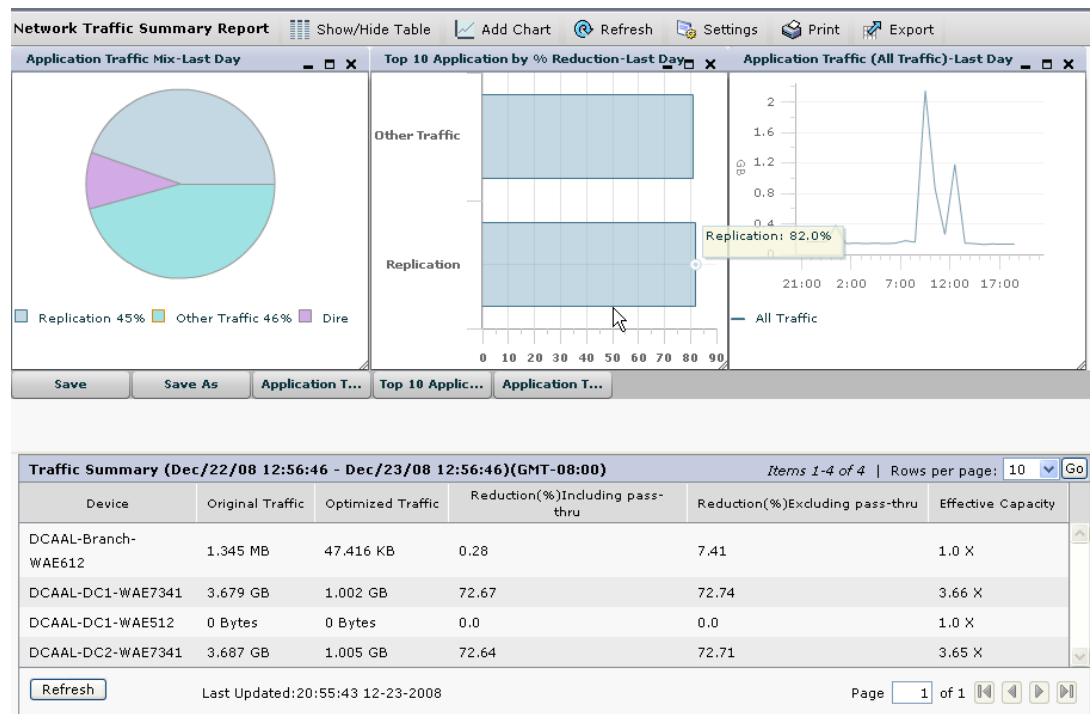 Network Traffic Summary Report Show/Hide Table Add Chart Refresh Settings Print Export
Application Traffic Mix-Last Day
Replication 45% Other Traffic 46% Dire
Top 10 Application by % Reduction-Last Day
Other Traffic
Replication
Replication: 82.0%
0 10 20 30 40 50 60 70 80 90
Application Traffic (All Traffic)-Last Day
GB
2
1.6
1.2
0.8
0.4
0
21:00 2:00 7:00 12:00 17:00
All Traffic
Save Save As Application T... Top 10 Applic... Application T...
Traffic Summary (Dec/22/08 12:56:46 - Dec/23/08 12:56:46)(GMT-08:00) Items 1-4 of 4 | Rows per page: 10 Go
Device Original Traffic Optimized Traffic Reduction(%)Including pass-thru Reduction(%)Excluding pass-thru Effective Capacity
DCAAL-Branch-WAE612 1.345 MB 47.416 KB 0.28 7.41 1.0 X
DCAAL-DC1-WAE7341 3.679 GB 1.002 GB 72.67 72.74 3.66 X
DCAAL-DC1-WAE512 0 Bytes 0 Bytes 0.0 0.0 1.0 X
DCAAL-DC2-WAE7341 3.687 GB 1.005 GB 72.64 72.71 3.65 X
Refresh Last Updated:20:55:43 12-23-2008 Page 1 of 1